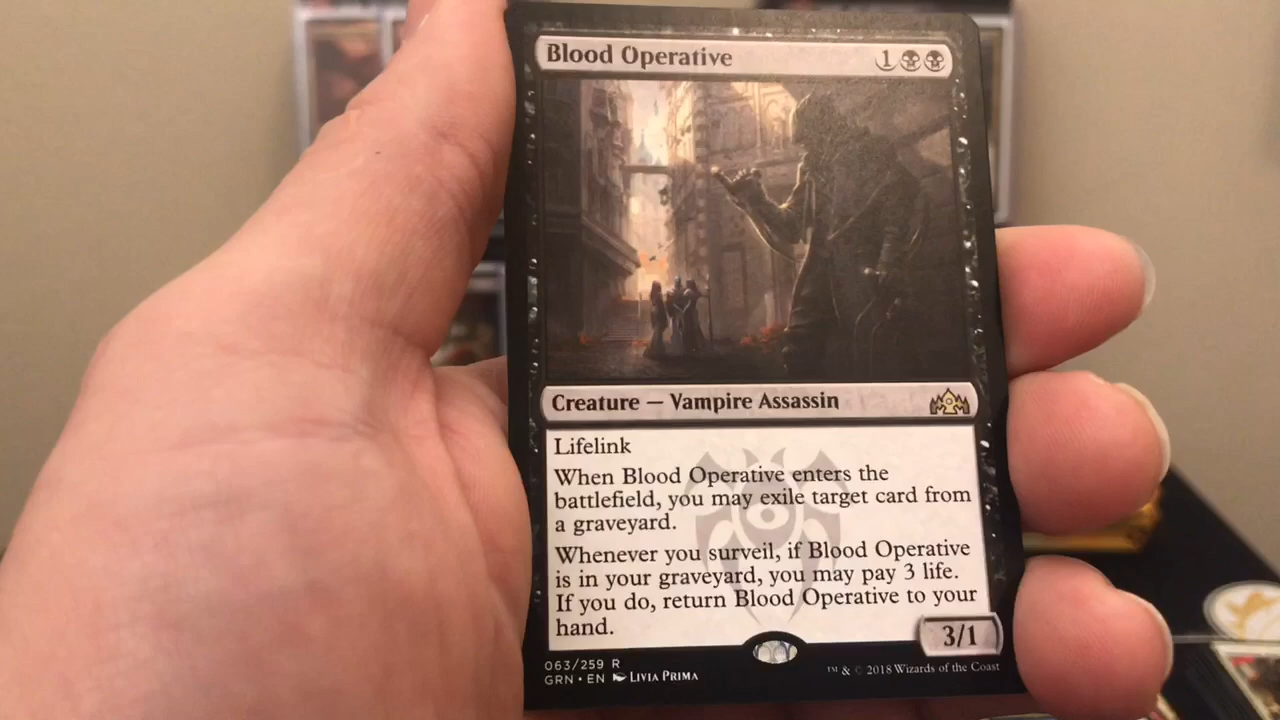 Blood Operative 1
Creature — Vampire Assassin
Lifelink
When Blood Operative enters the
battlefield, you may exile target card from
a graveyard.
Whenever you surveil, if Blood Operative
is in your graveyard, you may pay 3 life.
If you do, return Blood Operative to your
hand.
3/1
063/259 R
GRN • EN LIVIA PRIMA
™ & © 2018 Wizards of the Coast